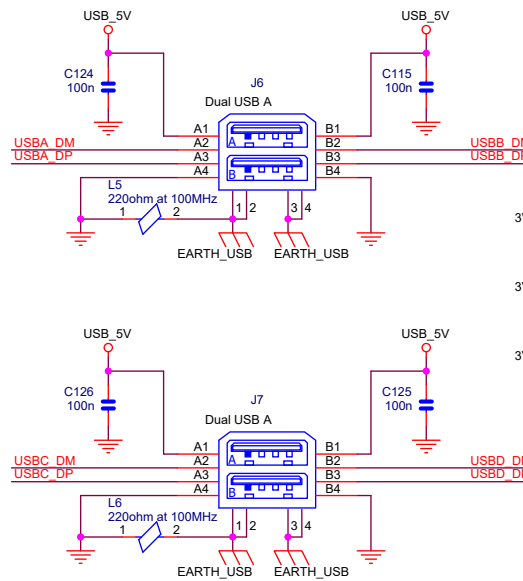 USB_5V USB_5V
C124 C115
100n 100n
J6
Dual USB A
A1 B1
USBA_DM A2 A B2 USBB_DM
USBA_DP A3 B3 USBB_DP
A4 B B4
L5
220ohm at 100MHz
1 2 1 2 3 4
3V
EARTH_USB EARTH_USB
3V
USB_5V USB_5V
3V
C126 C125
100n 100n
J7
Dual USB A
A1 B1
USBC_DM A2 A B2 USBD_DM
USBC_DP A3 B3 USBD_DP
A4 B B4
L6
220ohm at 100MHz
1 2 1 2 3 4
EARTH_USB EARTH_USB